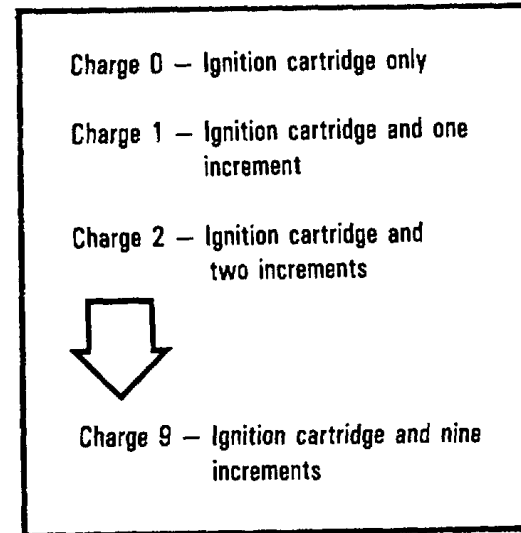 Charge 0 – Ignition cartridge only
Charge 1 – Ignition cartridge and one
increment
Charge 2 – Ignition cartridge and
two increments
Charge 9 – Ignition cartridge and nine
increments